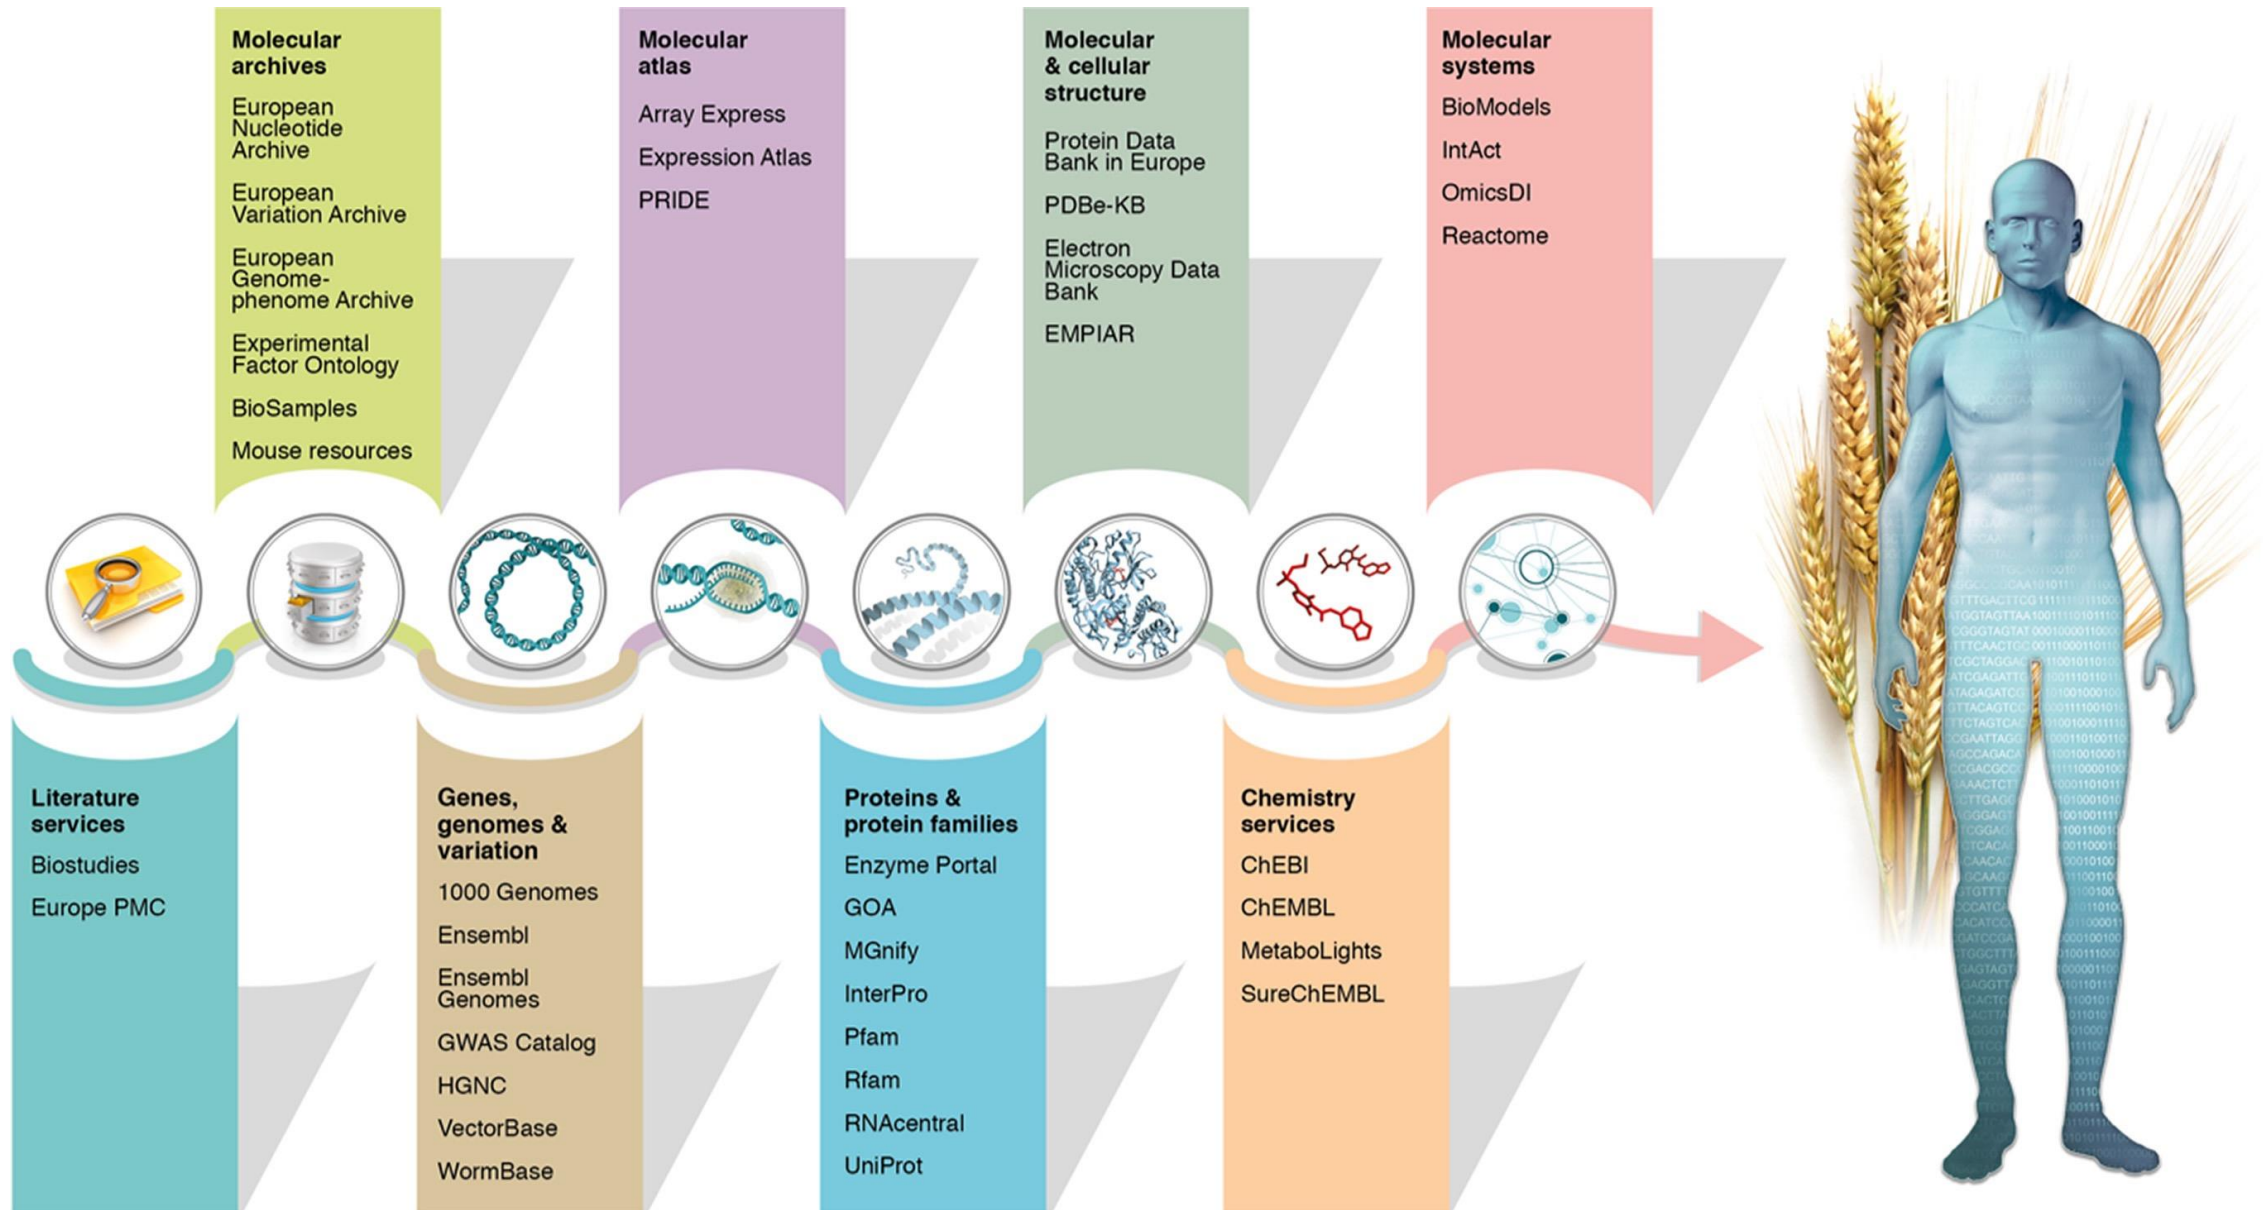 Molecular
archives
European
Nucleotide
Archive
European
Variation Archive
European
Genome-
phenome Archive
Experimental
Factor Ontology
BioSamples
Mouse resources
Molecular
atlas
Array Express
Expression Atlas
PRIDE
Molecular
& cellular
structure
Protein Data
Bank in Europe
PDBe-KB
Electron
Microscopy Data
Bank
EMPIAR
Molecular
systems
BioModels
IntAct
OmicsDI
Reactome
Literature
services
Biostudies
Europe PMC
Genes,
genomes &
variation
1000 Genomes
Ensembl
Ensembl
Genomes
GWAS Catalog
HGNC
VectorBase
WormBase
Proteins &
protein families
Enzyme Portal
GOA
MGnify
InterPro
Pfam
Rfam
RNAcentral
UniProt
Chemistry
services
ChEBI
ChEMBL
MetaboLights
SureChEMBL